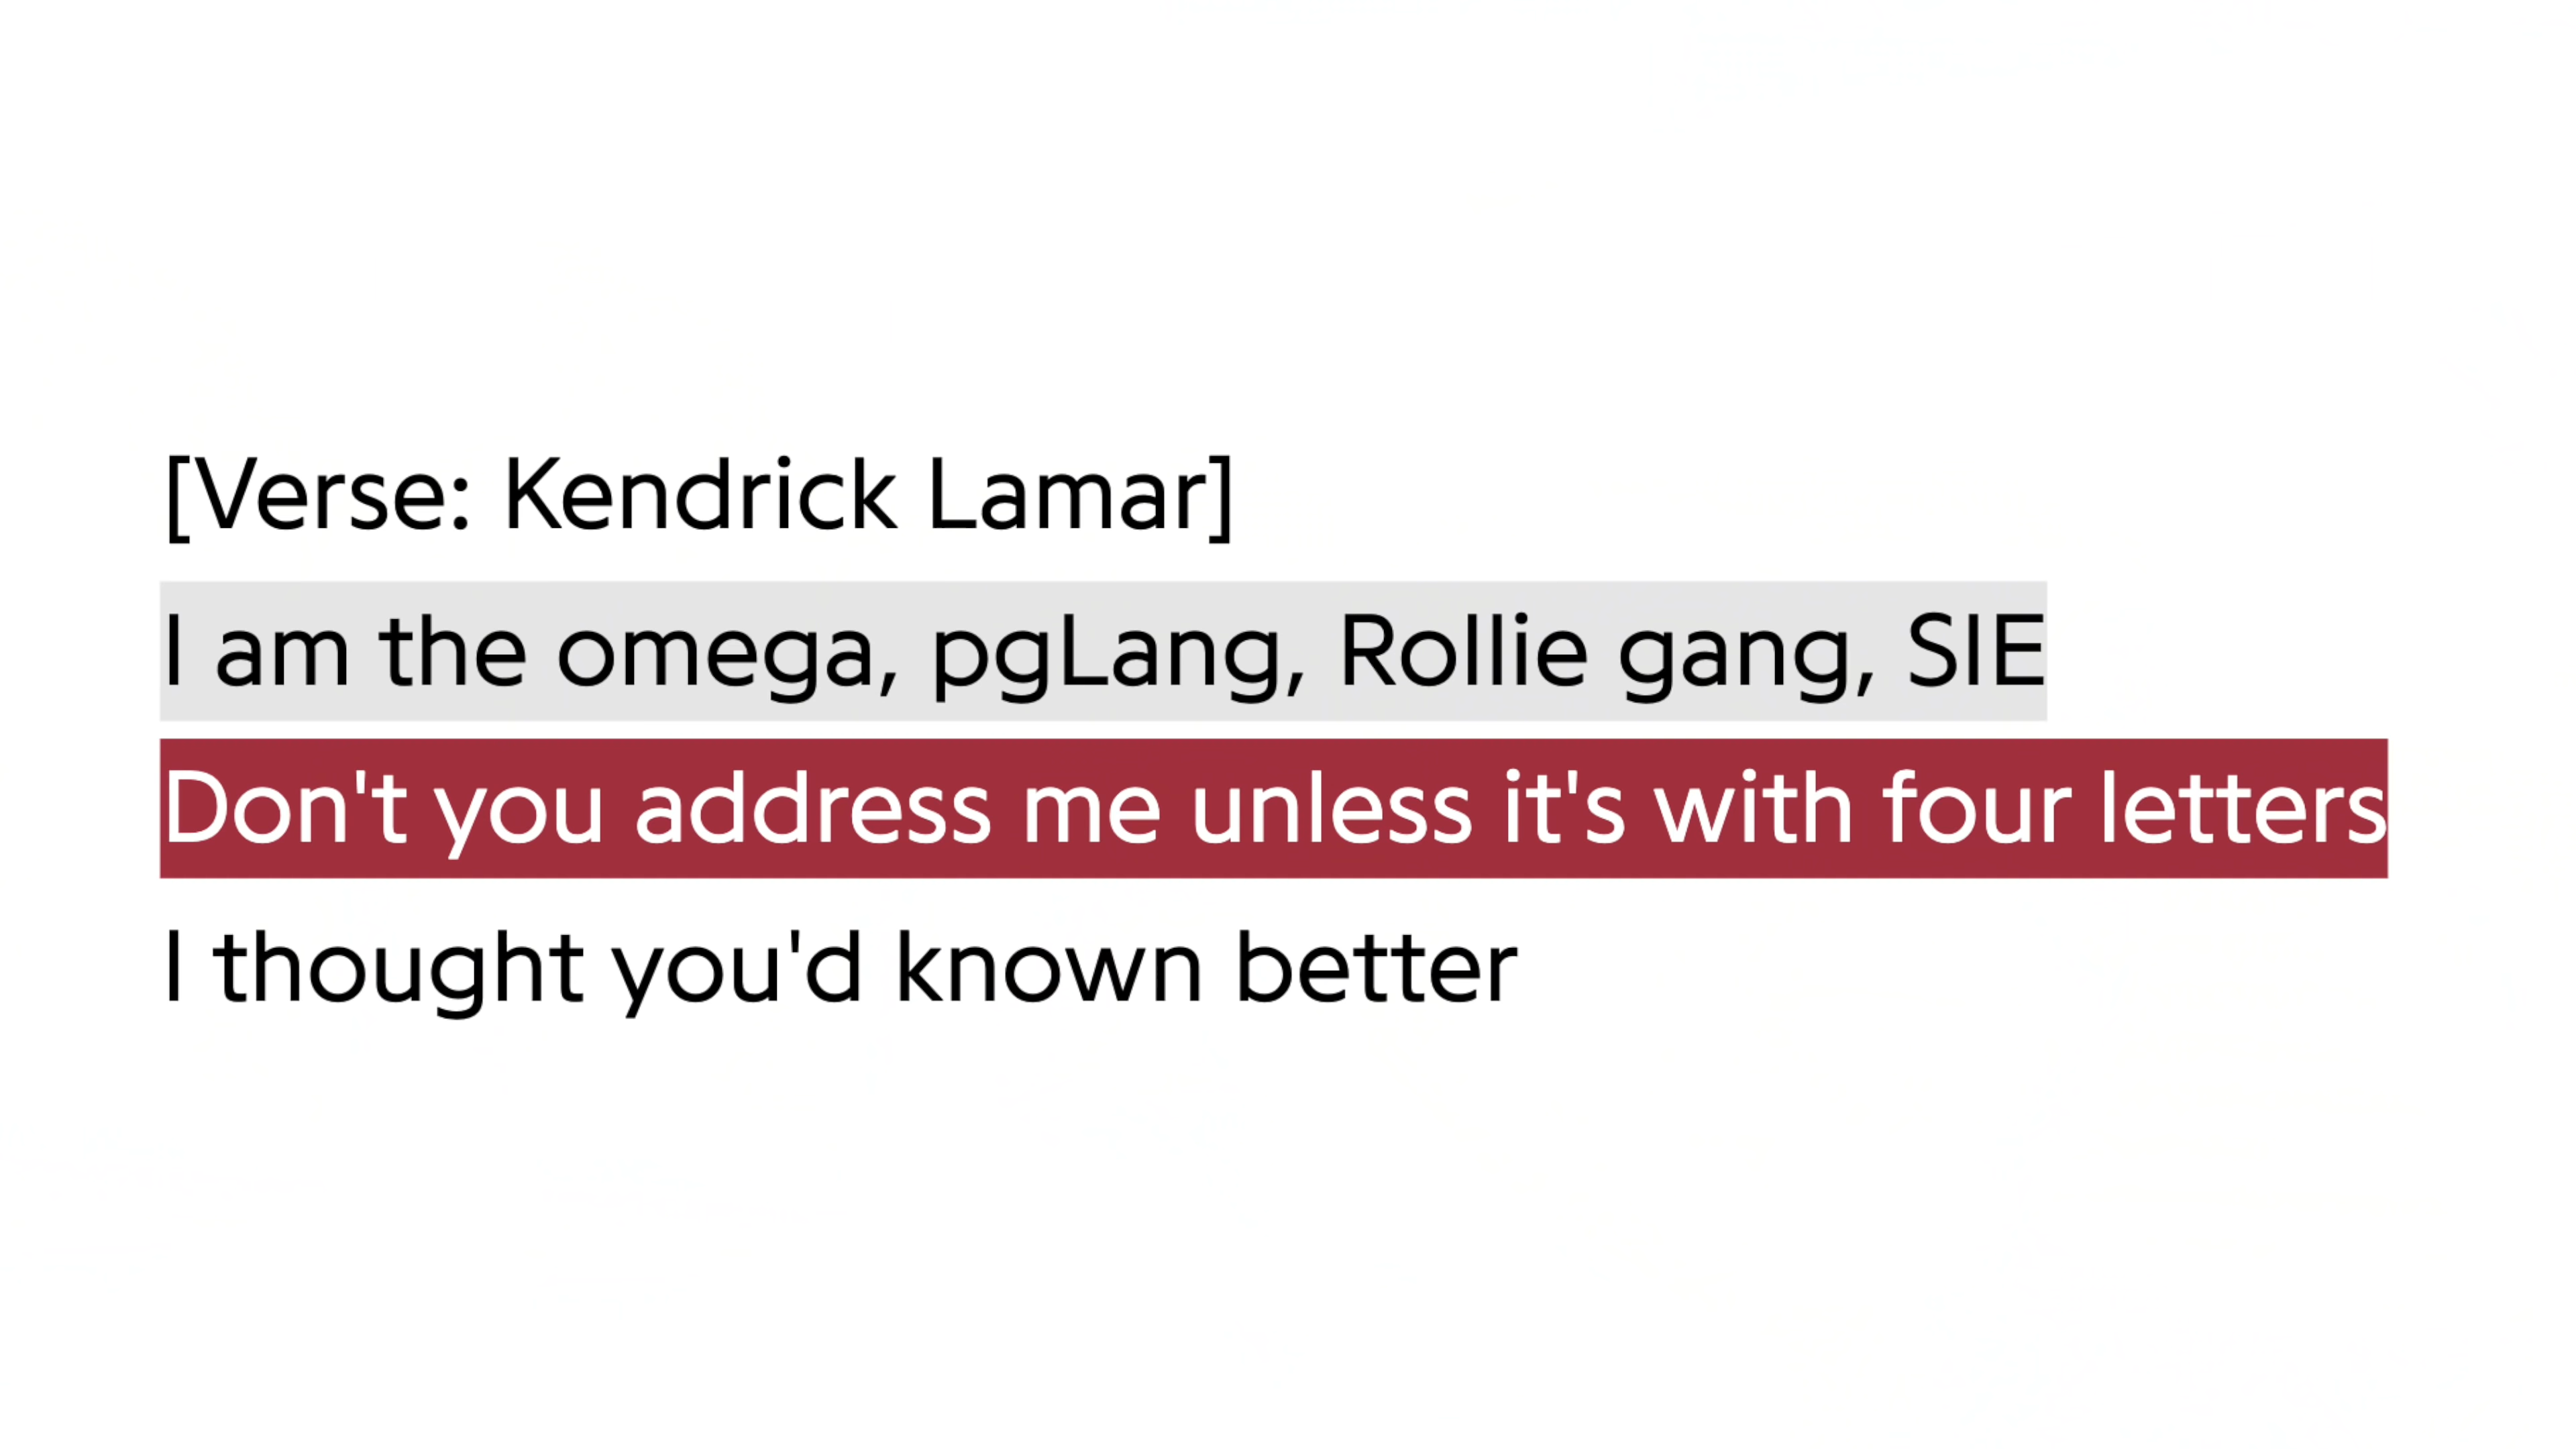 [Verse: Kendrick Lamar]
I am the omega, pgLang, Rollie gang, SIE
Don't you address me unless it's with four letters
I thought you'd known better